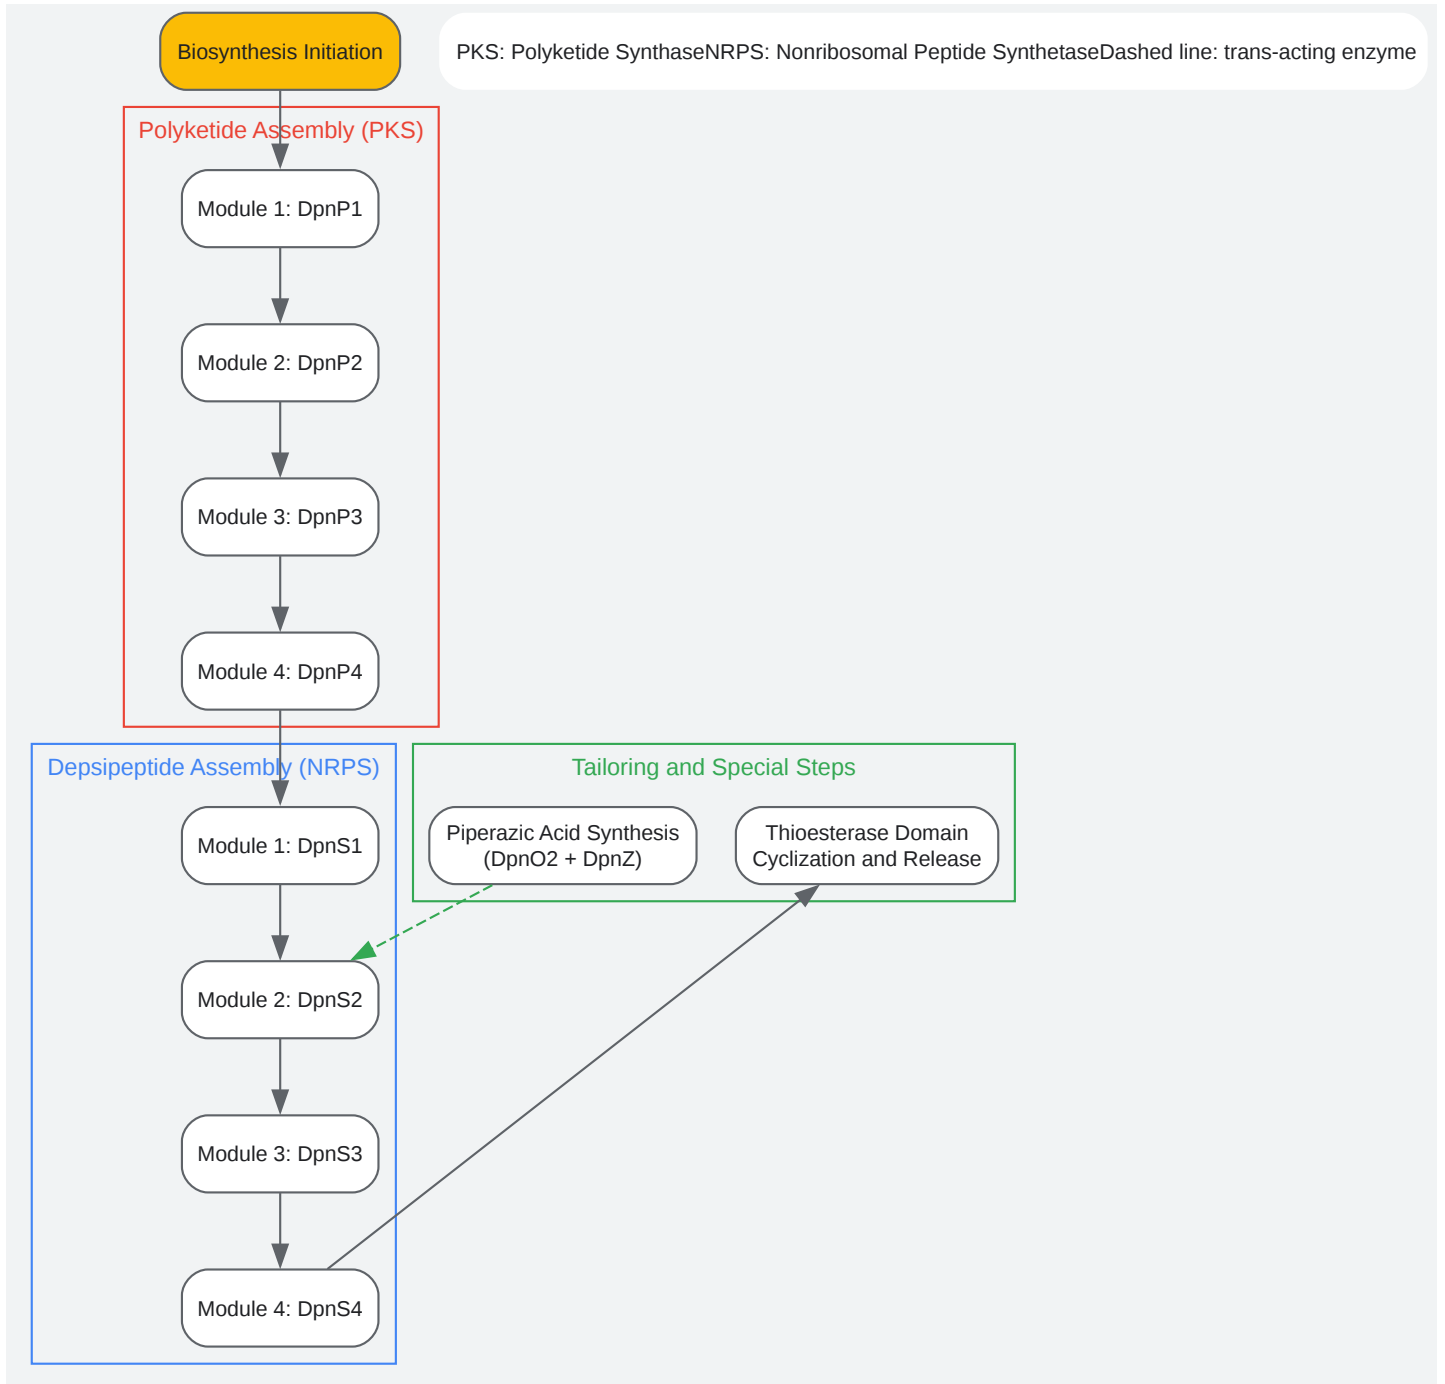 Biosynthesis Initiation
PKS: Polyketide SynthaseNRPS: Nonribosomal Peptide SynthetaseDashed line: trans-acting enzyme
Polyketide Assembly (PKS)
Module 1: DpnP1
Module 2: DpnP2
Module 3: DpnP3
Module 4: DpnP4
Depsipeptide Assembly (NRPS)
Module 1: DpnS1
Module 2: DpnS2
Module 3: DpnS3
Module 4: DpnS4
Tailoring and Special Steps
Piperazic Acid Synthesis
(DpnO2 + DpnZ)
Thioesterase Domain
Cyclization and Release